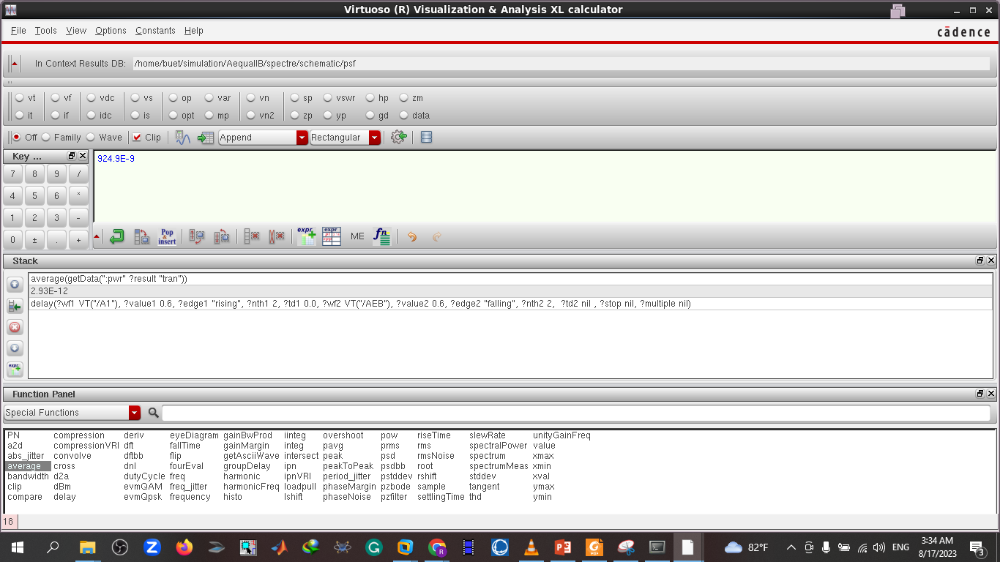 Virtuoso (R) Visualization & Analysis XL calculator
File Tools View Options Constants Help
cādence
In Context Results DB: /home/buet/simulation/AequallB/spectre/schematic/psf
vt vf vdc vs op var vn sp vswr hp zm
it if idc is opt mp vn2 zp yp gd data
Off Family Wave Clip Append Rectangular
Key ...
924.9E-9
7 8 9 /
4 5 6 *
1 2 3 -
0 ± . +
Pop & insert expr expr ME fn
Stack
average(getData(":pwr" ?result "tran"))
2.93E-12
delay(?wf1 VT("/A1"), ?value1 0.6, ?edge1 "rising", ?nth1 2, ?td1 0.0, ?wf2 VT("/AEB"), ?value2 0.6, ?edge2 "falling", ?nth2 2, ?td2 nil , ?stop nil, ?multiple nil)
expr
Function Panel
Special Functions
PN compression deriv eyeDiagram gainBwProd iinteg overshoot pow riseTime slewRate unityGainFreq
a2d compressionVRI dft fallTime gainMargin integ pavg prms rms spectralPower value
abs_jitter convolve dftbb flip getAsciiWave intersect peak psd rmsNoise spectrum xmax
average cross dnl fourEval groupDelay ipn peakToPeak psdbb root spectrumMeas xmin
bandwidth d2a dutyCycle freq harmonic ipnVRI period_jitter pstddev rshift stddev xval
clip dBm evmQAM freq_jitter harmonicFreq loadpull phaseMargin pzbode sample tangent ymax
compare delay evmQpsk frequency histo lshift phaseNoise pzfilter settlingTime thd ymin
18
82°F ENG 3:34 AM
8/17/2023 3